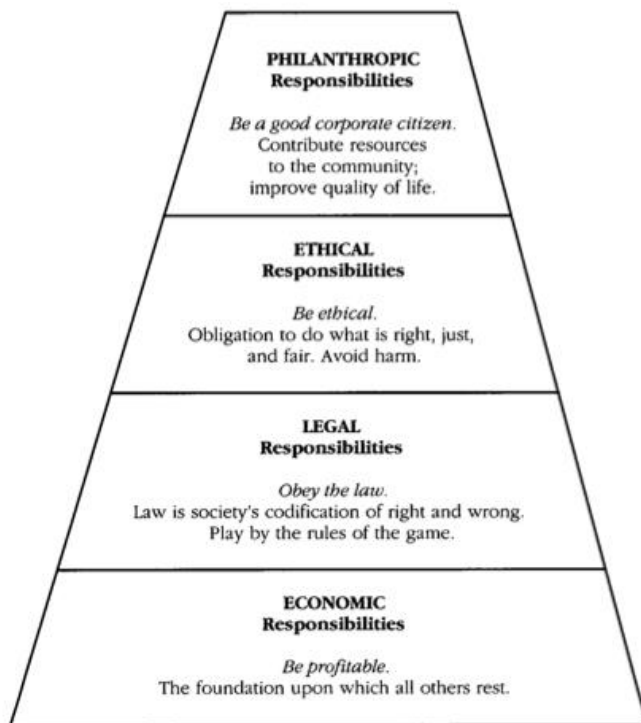 PHILANTHROPIC
Responsibilities
Be a good corporate citizen.
Contribute resources
to the community;
improve quality of life.
ETHICAL
Responsibilities
Be ethical.
Obligation to do what is right, just,
and fair. Avoid harm.
LEGAL
Responsibilities
Obey the law.
Law is society's codification of right and wrong.
Play by the rules of the game.
ECONOMIC
Responsibilities
Be profitable.
The foundation upon which all others rest.